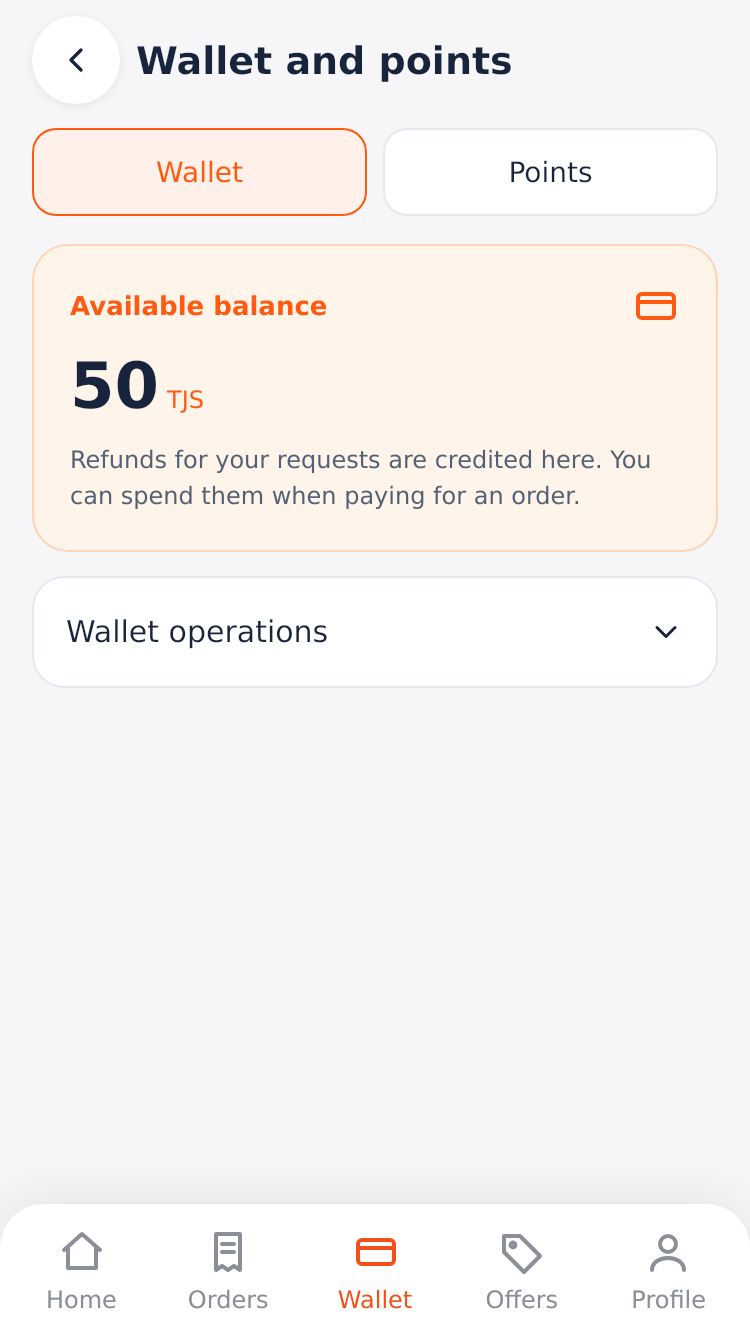 Wallet and points
Wallet
Points
Available balance
50 TJS
Refunds for your requests are credited here. You
can spend them when paying for an order.
Wallet operations
Home
Orders
Wallet
Offers
Profile